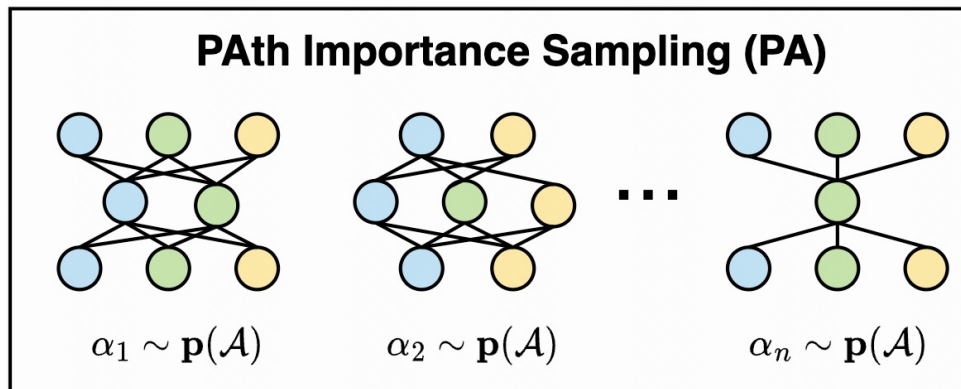 PAth Importance Sampling (PA)
...
α₁ ∼ p(𝒜) α₂ ∼ p(𝒜) αₙ ∼ p(𝒜)